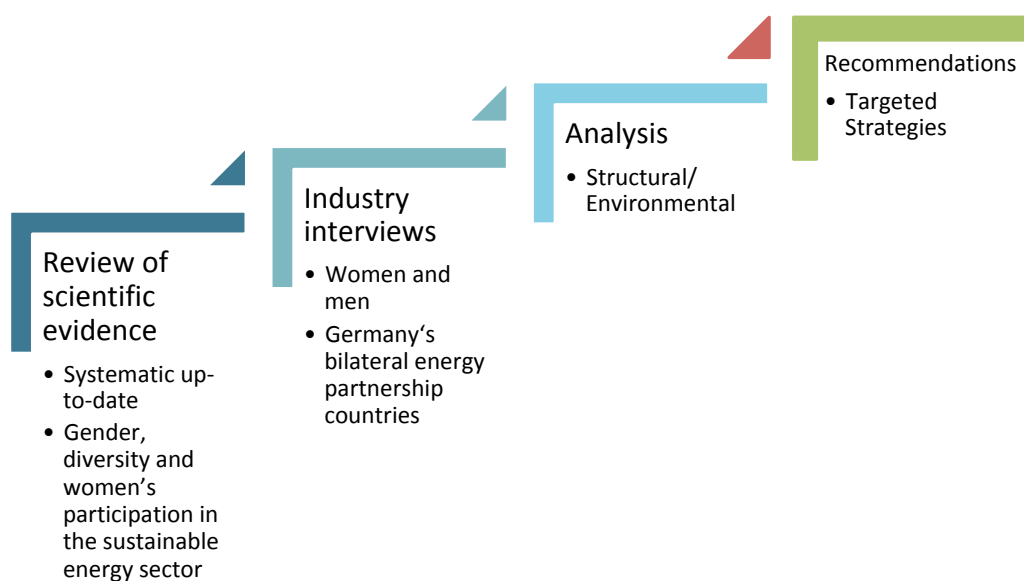 Review of
scientific
evidence
• Systematic up-
to-date
• Gender,
diversity and
women’s
participation in
the sustainable
energy sector
Industry
interviews
• Women and
men
• Germany‘s
bilateral energy
partnership
countries
Analysis
• Structural/
Environmental
Recommendations
• Targeted
Strategies